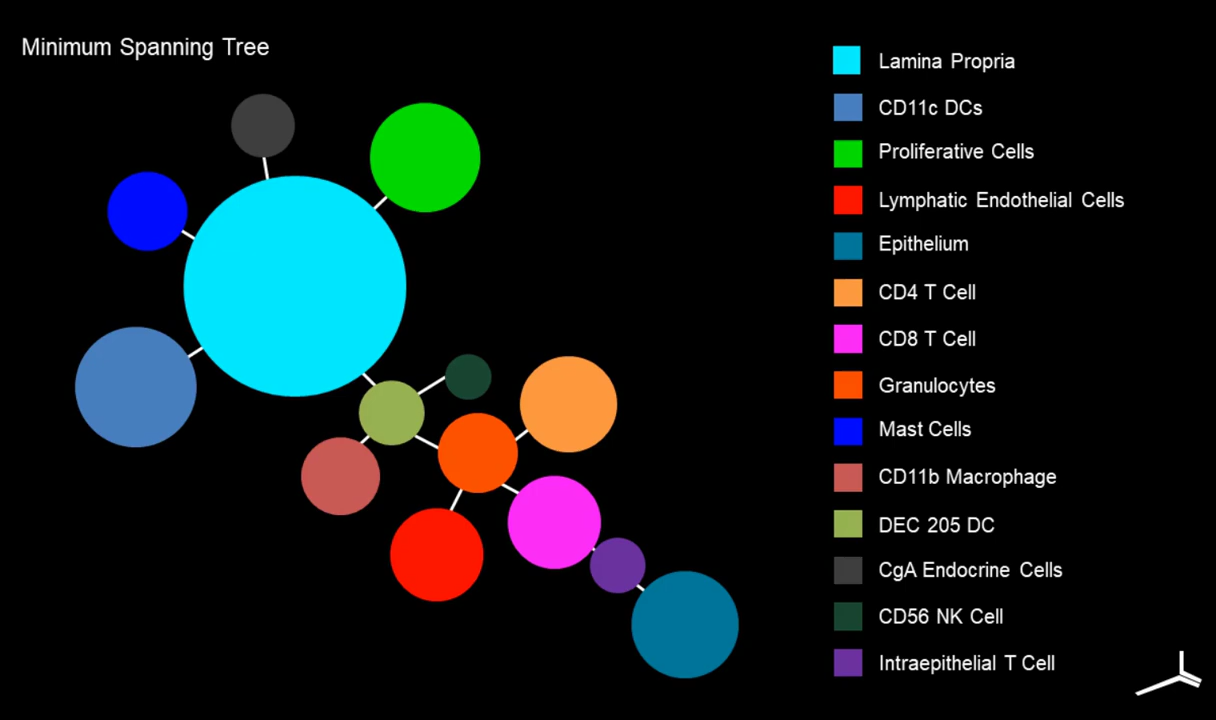 Minimum Spanning Tree
Lamina Propria
CD11c DCs
Proliferative Cells
Lymphatic Endothelial Cells
Epithelium
CD4 T Cell
CD8 T Cell
Granulocytes
Mast Cells
CD11b Macrophage
DEC 205 DC
CgA Endocrine Cells
CD56 NK Cell
Intraepithelial T Cell